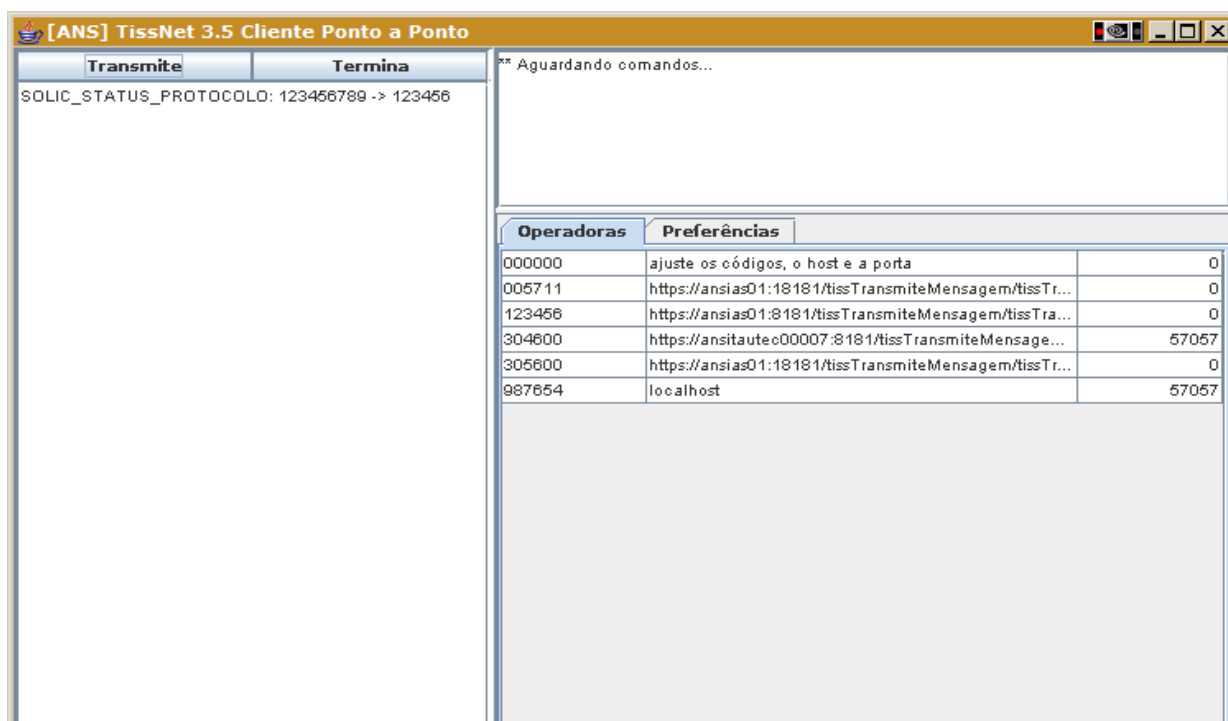 [ANS] TissNet 3.5 Cliente Ponto a Ponto
Transmite Termina
SOLIC_STATUS_PROTOCOLO: 123456789 -> 123456
** Aguardando comandos...
Operadoras Preferências
000000 ajuste os códigos, o host e a porta 0
005711 https://ansias01:18181/tissTransmiteMensagem/tissTr... 0
123456 https://ansias01:8181/tissTransmiteMensagem/tissTra... 0
304600 https://ansitautec00007:8181/tissTransmiteMensage... 57057
305600 https://ansias01:18181/tissTransmiteMensagem/tissTr... 0
987654 localhost 57057